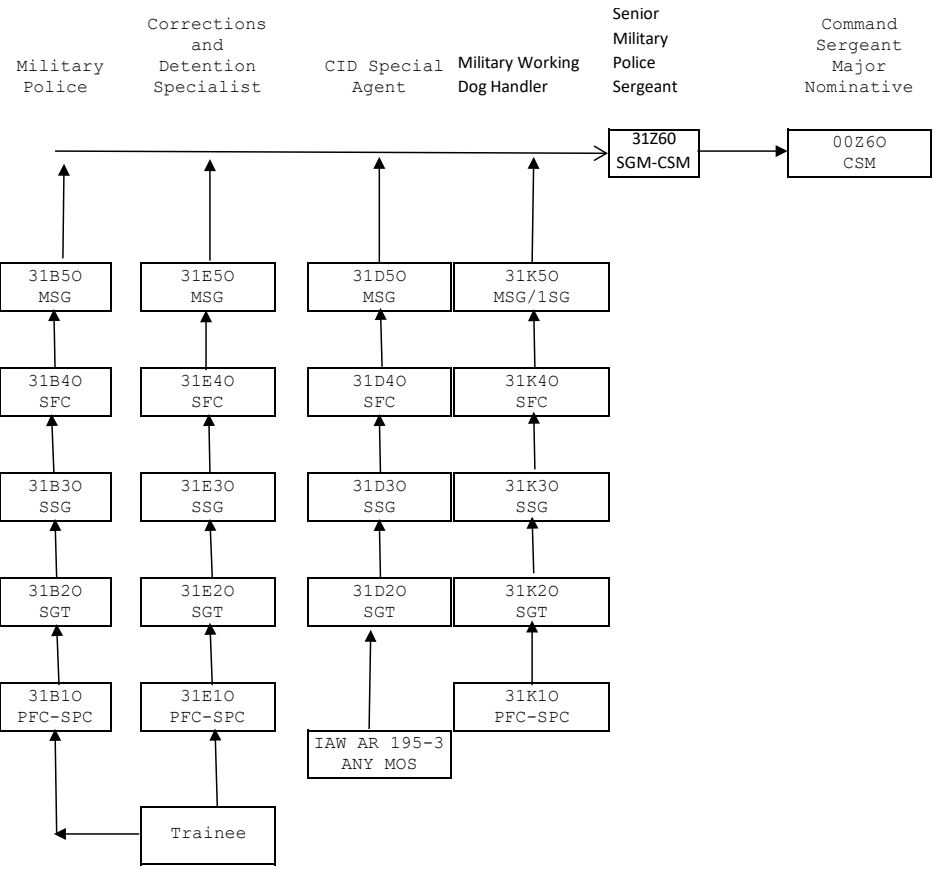 Military
Police
Corrections
and
Detention
Specialist
CID Special
Agent
Military Working
Dog Handler
Senior
Military
Police
Sergeant
Command
Sergeant
Major
Nominative
31Z60
SGM-CSM
00Z6O
CSM
31B5O
MSG
31E5O
MSG
31D5O
MSG
31K5O
MSG/1SG
31B4O
SFC
31E4O
SFC
31D4O
SFC
31K4O
SFC
31B3O
SSG
31E3O
SSG
31D3O
SSG
31K3O
SSG
31B2O
SGT
31E2O
SGT
31D2O
SGT
31K2O
SGT
31B1O
PFC-SPC
31E1O
PFC-SPC
31K1O
PFC-SPC
IAW AR 195-3
ANY MOS
Trainee